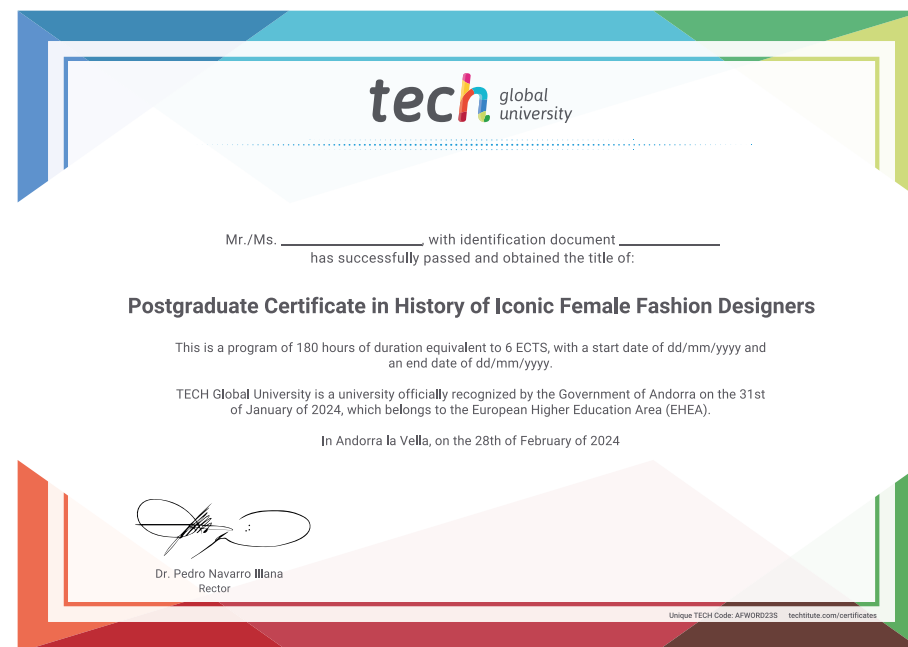 tech global university
Mr./Ms. ________________, with identification document ____________
has successfully passed and obtained the title of:
Postgraduate Certificate in History of Iconic Female Fashion Designers
This is a program of 180 hours of duration equivalent to 6 ECTS, with a start date of dd/mm/yyyy and
an end date of dd/mm/yyyy.
TECH Global University is a university officially recognized by the Government of Andorra on the 31st
of January of 2024, which belongs to the European Higher Education Area (EHEA).
In Andorra la Vella, on the 28th of February of 2024
Dr. Pedro Navarro Illana
Rector
Unique TECH Code: AFWORD23S techtitute.com/certificates